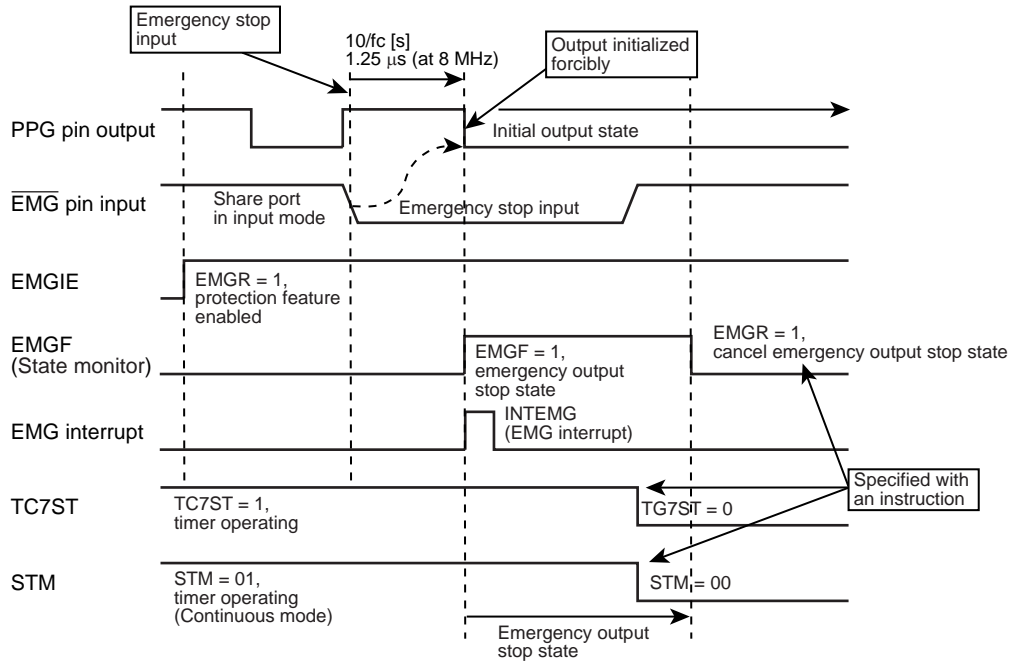 Emergency stop
input
10/fc [s]
1.25 μs (at 8 MHz)
Output initialized
forcibly
PPG pin output
Initial output state
EMG pin input
Share port
in input mode
Emergency stop input
EMGIE
EMGR = 1,
protection feature
enabled
EMGF
(State monitor)
EMGF = 1,
emergency output
stop state
EMGR = 1,
cancel emergency output stop state
EMG interrupt
INTEMG
(EMG interrupt)
Specified with
an instruction
TC7ST
TC7ST = 1,
timer operating
TG7ST = 0
STM
STM = 01,
timer operating
(Continuous mode)
STM = 00
Emergency output
stop state